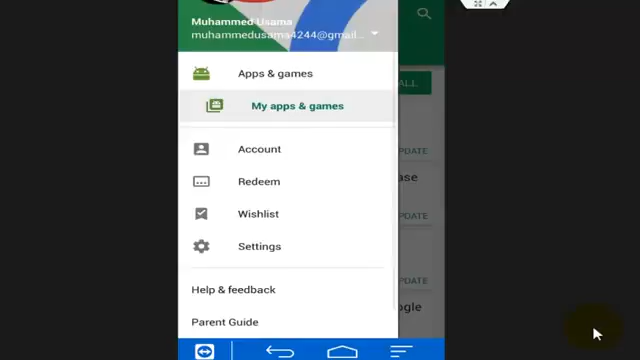 Muhammed Usama
muhammedusama4244@gmail...
ALL
Apps & games
My apps & games
Account
Redeem
Wishlist
Settings
Help & feedback
Parent Guide
PDATE
ase
PDATE
PDATE
ogle